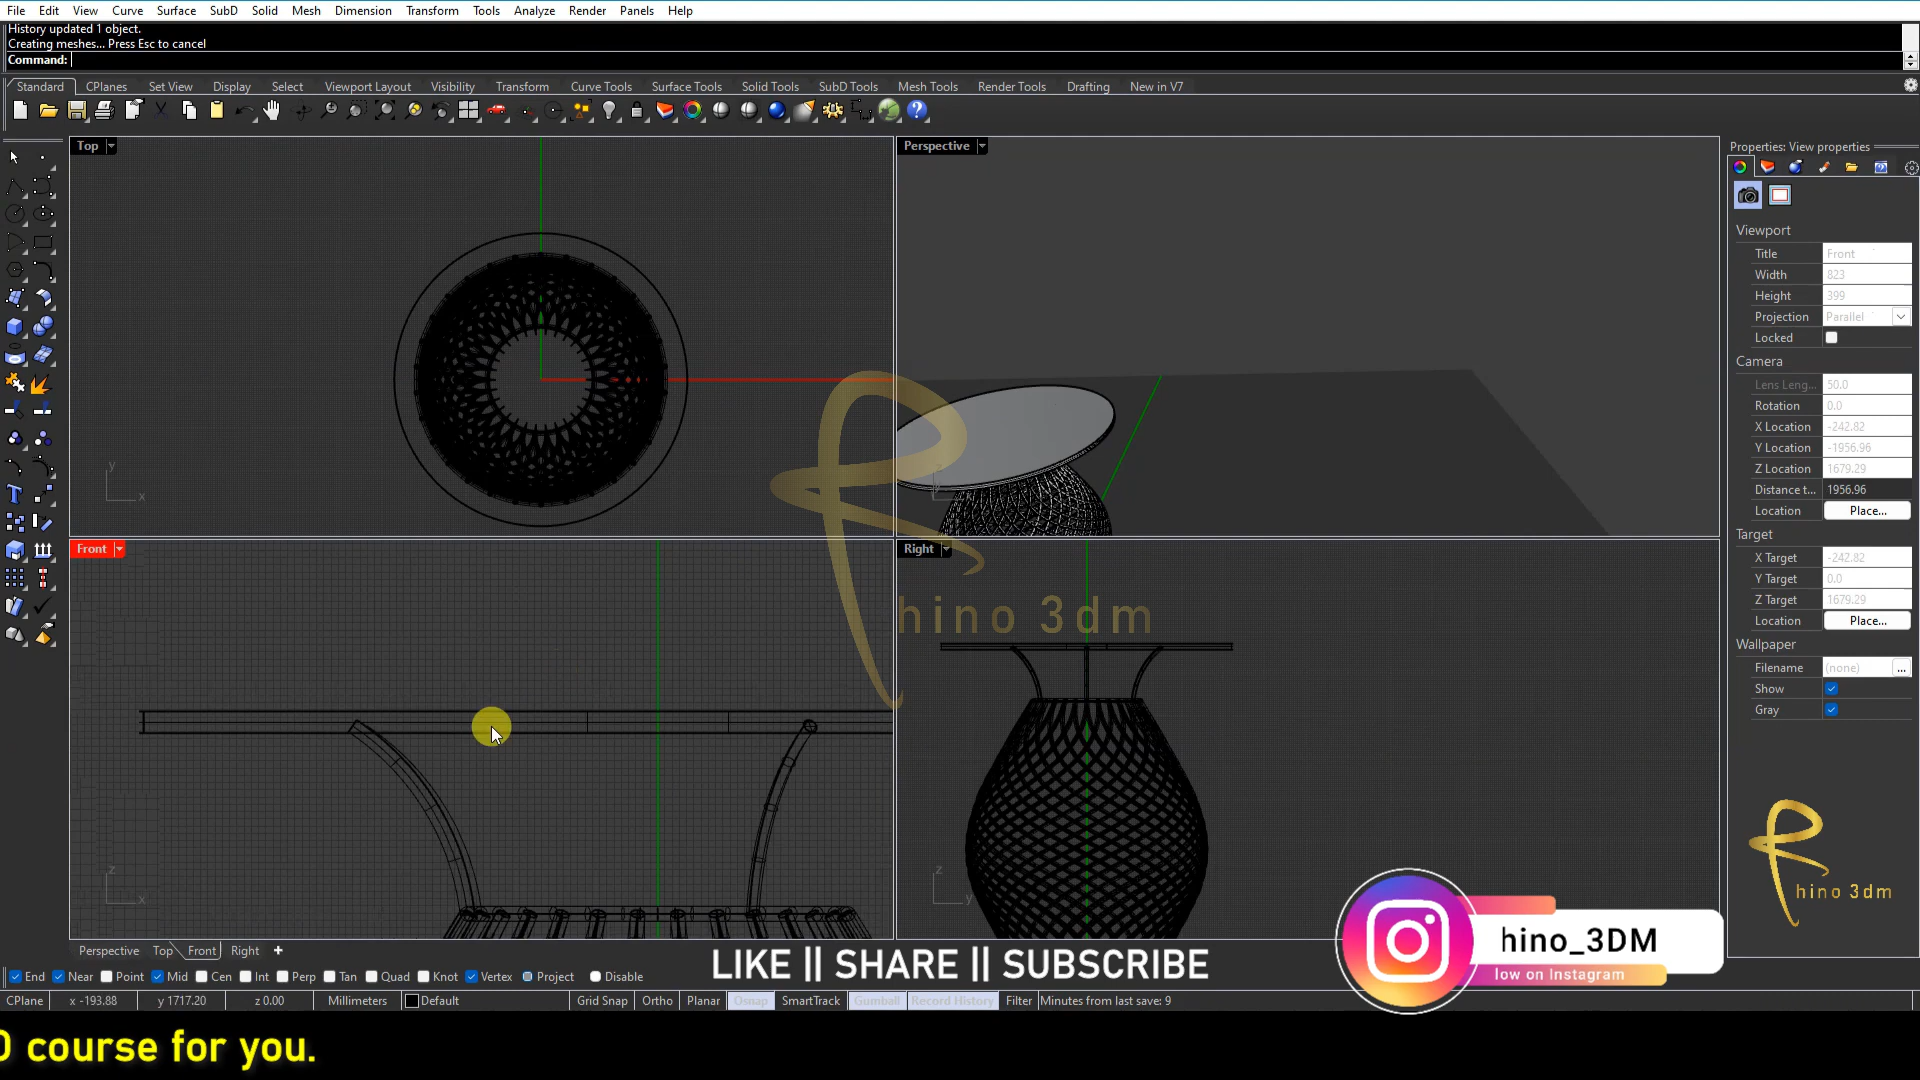 File Edit View Curve Surface SubD Solid Mesh Dimension Transform Tools Analyze Render Panels Help
History updated 1 object.
Creating meshes... Press Esc to cancel
Command:
Standard CPlanes Set View Display Select Viewport Layout Visibility Transform Curve Tools Surface Tools Solid Tools SubD Tools Mesh Tools Render Tools Drafting New in V7
Top
Perspective
Properties: View properties
Viewport
Title Front
Width 823
Height 399
Projection Parallel
Locked
Camera
Lens Leng... 50.0
Rotation 0.0
X Location -242.82
Y Location -1956.96
Z Location 1679.29
Distance t... 1956.96
Location Place...
Target
X Target -242.82
Y Target 0.0
Z Target 1679.29
Location Place...
Wallpaper
Filename (none) ...
Show
Gray
y
x
Front
Right
z
x
z
y
Rhino 3dm
Rhino 3dm
Perspective Top Front Right
LIKE || SHARE || SUBSCRIBE
hino_3DM
low on Instagram
End Near Point Mid Cen Int Perp Tan Quad Knot Vertex Project Disable
CPlane x -193.88 y 1717.20 z 0.00 Millimeters Default Grid Snap Ortho Planar Osnap SmartTrack Gumball Record History Filter Minutes from last save: 9
D course for you.